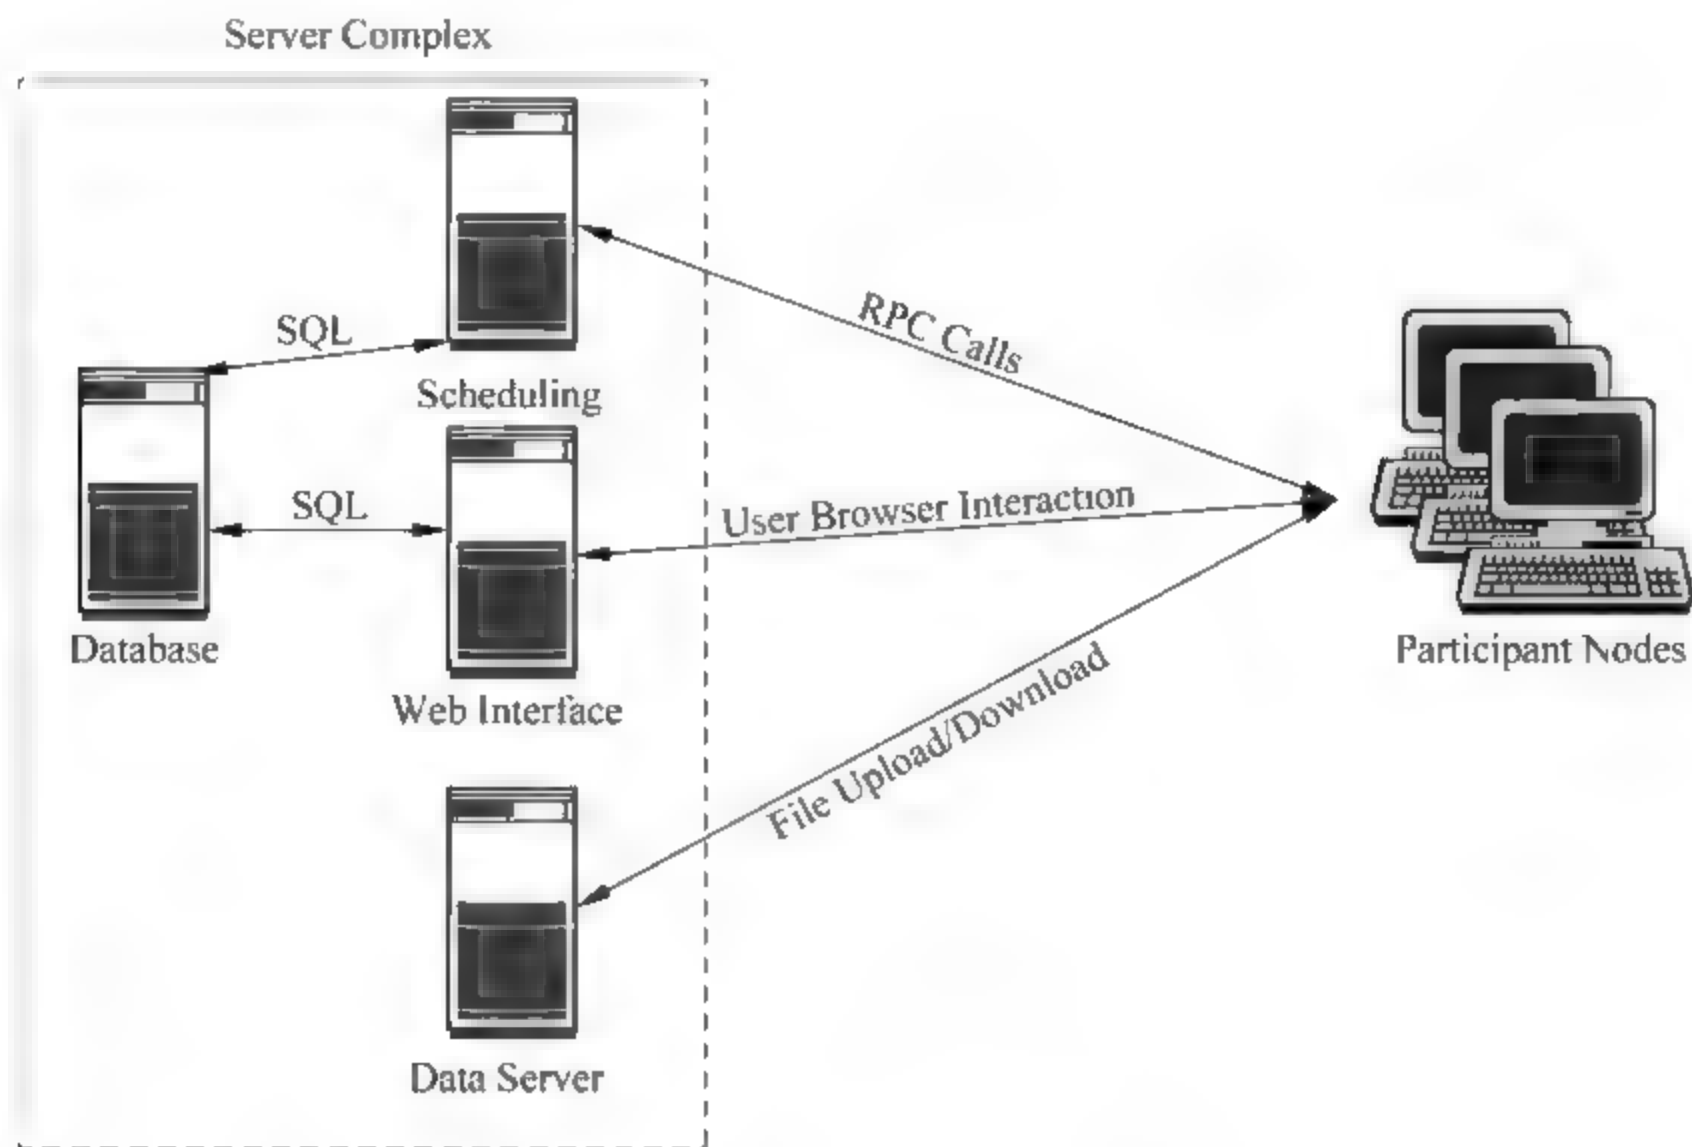 Server Complex
RPC Calls
SQL
Scheduling
SQL
User Browser Interaction
Database
Participant Nodes
Web Interface
File Upload/Download
Data Server